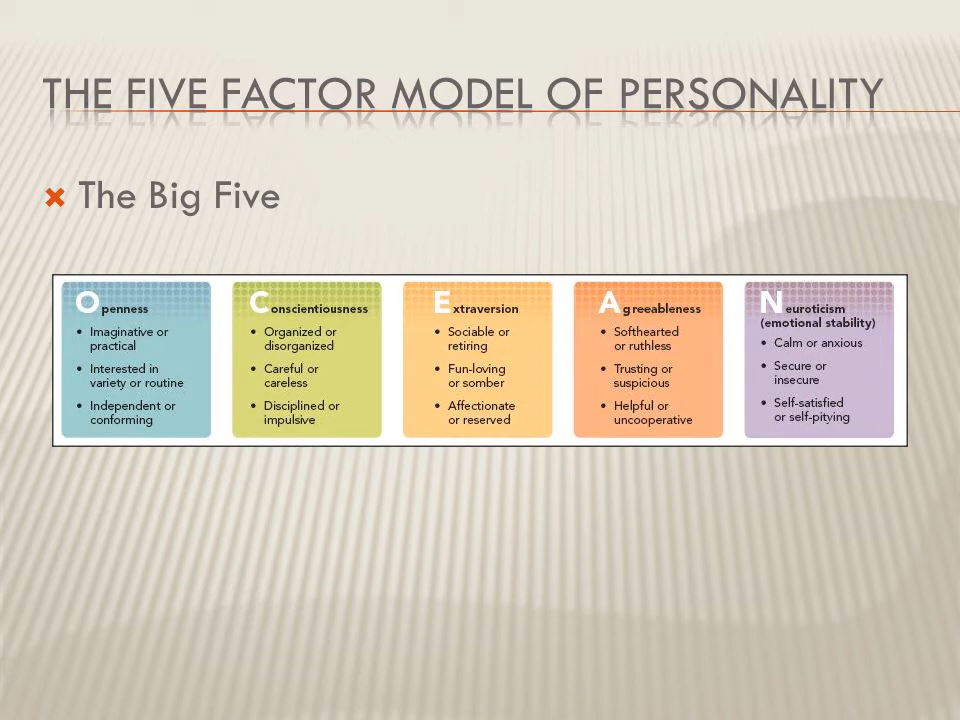 THE FIVE FACTOR MODEL OF PERSONALITY
The Big Five
Openness
• Imaginative or
practical
• Interested in
variety or routine
• Independent or
conforming
Conscientiousness
• Organized or
disorganized
• Careful or
careless
• Disciplined or
impulsive
Extraversion
• Sociable or
retiring
• Fun-loving
or somber
• Affectionate
or reserved
Agreeableness
• Softhearted
or ruthless
• Trusting or
suspicious
• Helpful or
uncooperative
Neuroticism
(emotional stability)
• Calm or anxious
• Secure or
insecure
• Self-satisfied
or self-pitying